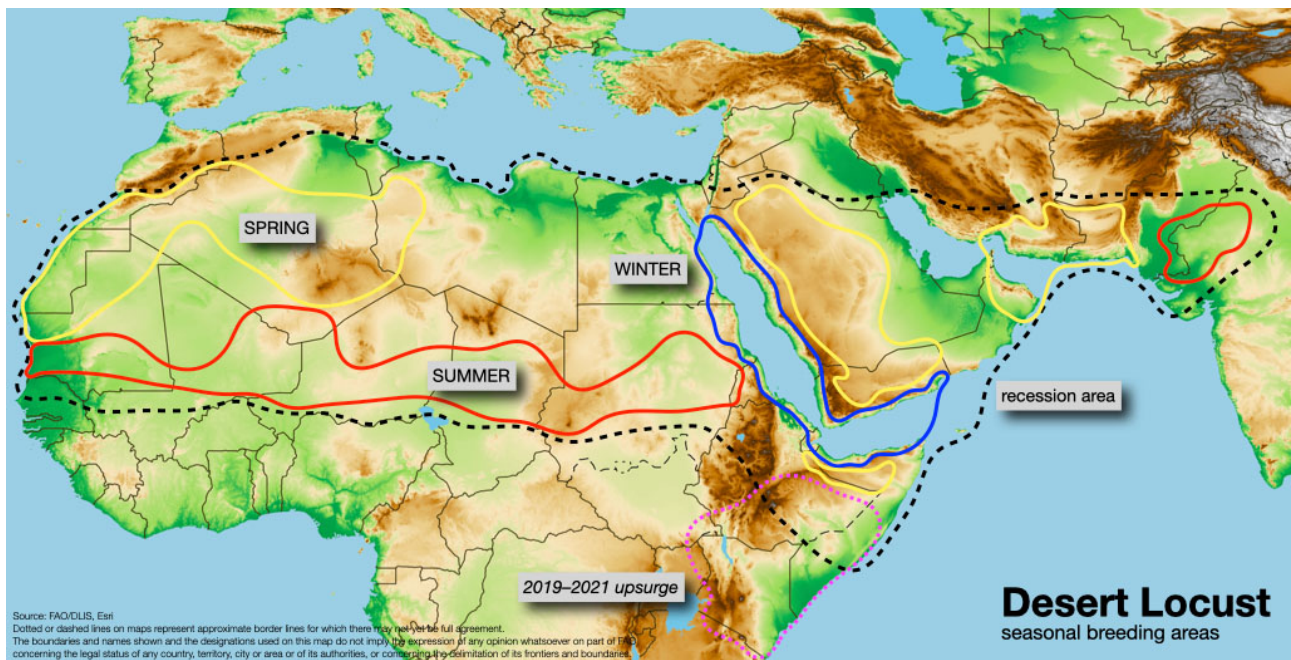 SPRING
WINTER
SUMMER
recession area
2019–2021 upsurge
Desert Locust
seasonal breeding areas
Source: FAO/DLIS, Esri
Dotted or dashed lines on maps represent approximate border lines for which there may not yet be full agreement.
The boundaries and names shown and the designations used on this map do not imply the expression of any opinion whatsoever on part of FAO
concerning the legal status of any country, territory, city or area or of its authorities, or concerning the delimitation of its frontiers and boundaries.